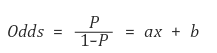 Odds = P / 1−P = ax + b